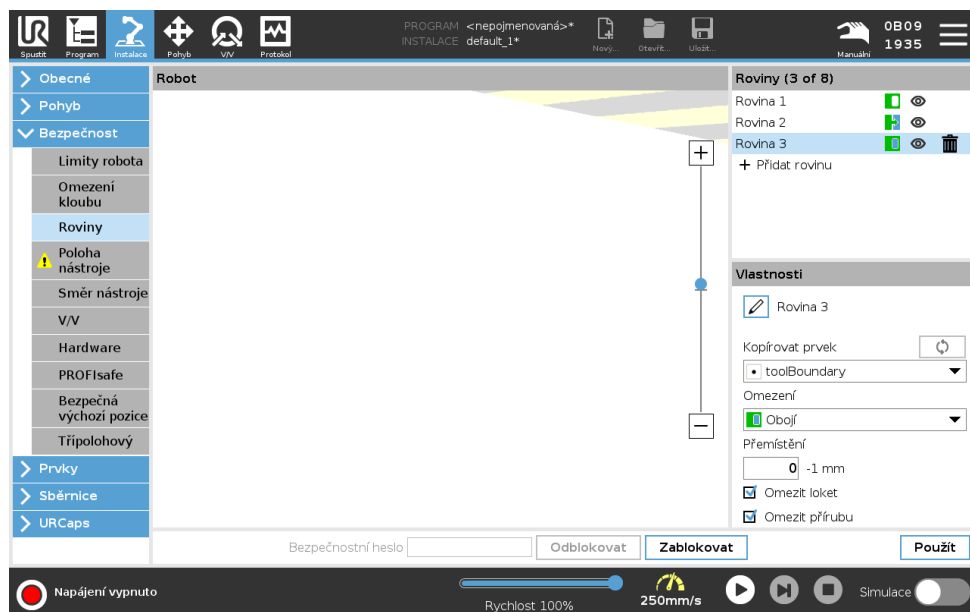 Spustit
Program
Instalace
Pohyb
V/V
Protokol
PROGRAM <nepojmenovaná>*
INSTALACE default_1*
Nový...
Otevřít...
Uložit...
Manuální
0B09
1935
Obecné
Pohyb
Bezpečnost
Limity robota
Omezení
kloubu
Roviny
Poloha
nástroje
Směr nástroje
V/V
Hardware
PROFIsafe
Bezpečná
výchozí pozice
Třípolohový
Prvky
Sběrnice
URCaps
Robot
Roviny (3 of 8)
Rovina 1
Rovina 2
Rovina 3
+ Přidat rovinu
Vlastnosti
Rovina 3
Kopírovat prvek
toolBoundary
Omezení
Obojí
Přemístění
0 -1 mm
Omezit loket
Omezit přírubu
Bezpečnostní heslo
Odblokovat
Zablokovat
Použít
Napájení vypnuto
Rychlost 100%
250mm/s
Simulace